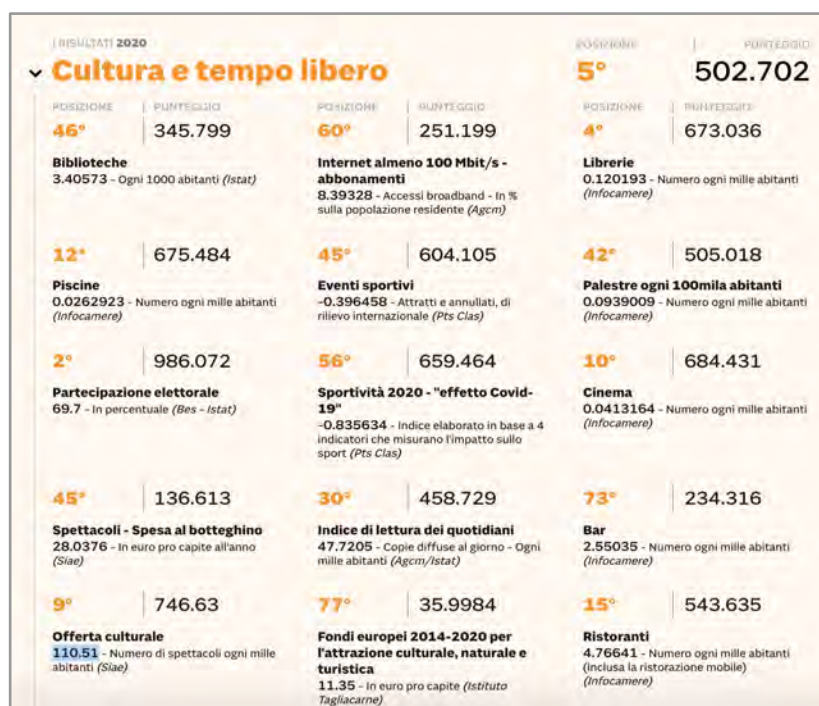 RISULTATI 2020
POSIZIONE
PUNTEGGIO
Cultura e tempo libero
5°
502.702
POSIZIONE
PUNTEGGIO
46°
345.799
Biblioteche
3.40573 - Ogni 1000 abitanti (Istat)
POSIZIONE
PUNTEGGIO
60°
251.199
Internet almeno 100 Mbit/s -
abbonamenti
8.39328 - Accessi broadband - In %
sulla popolazione residente (Agcm)
POSIZIONE
PUNTEGGIO
4°
673.036
Librerie
0.120193 - Numero ogni mille abitanti
(Infocamere)
12°
675.484
Piscine
0.0262923 - Numero ogni mille abitanti
(Infocamere)
45°
604.105
Eventi sportivi
-0.396458 - Attratti e annullati, di
rilievo internazionale (Pts Clas)
42°
505.018
Palestre ogni 100mila abitanti
0.0939009 - Numero ogni mille abitanti
(Infocamere)
2°
986.072
Partecipazione elettorale
69.7 - In percentuale (Bes - Istat)
56°
659.464
Sportività 2020 - "effetto Covid-
19"
-0.835634 - Indice elaborato in base a 4
indicatori che misurano l'impatto sullo
sport (Pts Clas)
10°
684.431
Cinema
0.0413164 - Numero ogni mille abitanti
(Infocamere)
45°
136.613
Spettacoli - Spesa al botteghino
28.0376 - In euro pro capite all'anno
(Siae)
30°
458.729
Indice di lettura dei quotidiani
47.7205 - Copie diffuse al giorno - Ogni
mille abitanti (Agcm/Istat)
73°
234.316
Bar
2.55035 - Numero ogni mille abitanti
(Infocamere)
9°
746.63
Offerta culturale
110.51 - Numero di spettacoli ogni mille
abitanti (Siae)
77°
35.9984
Fondi europei 2014-2020 per
l'attrazione culturale, naturale e
turistica
11.35 - In euro pro capite (Istituto
Tagliacarne)
15°
543.635
Ristoranti
4.76641 - Numero ogni mille abitanti
(inclusa la ristorazione mobile)
(Infocamere)